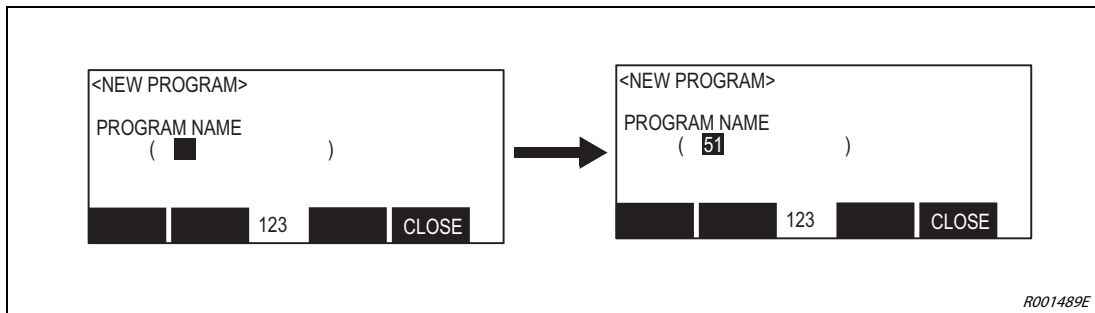 <NEW PROGRAM>
PROGRAM NAME
( )
123 CLOSE
<NEW PROGRAM>
PROGRAM NAME
( 51 )
123 CLOSE
R001489E